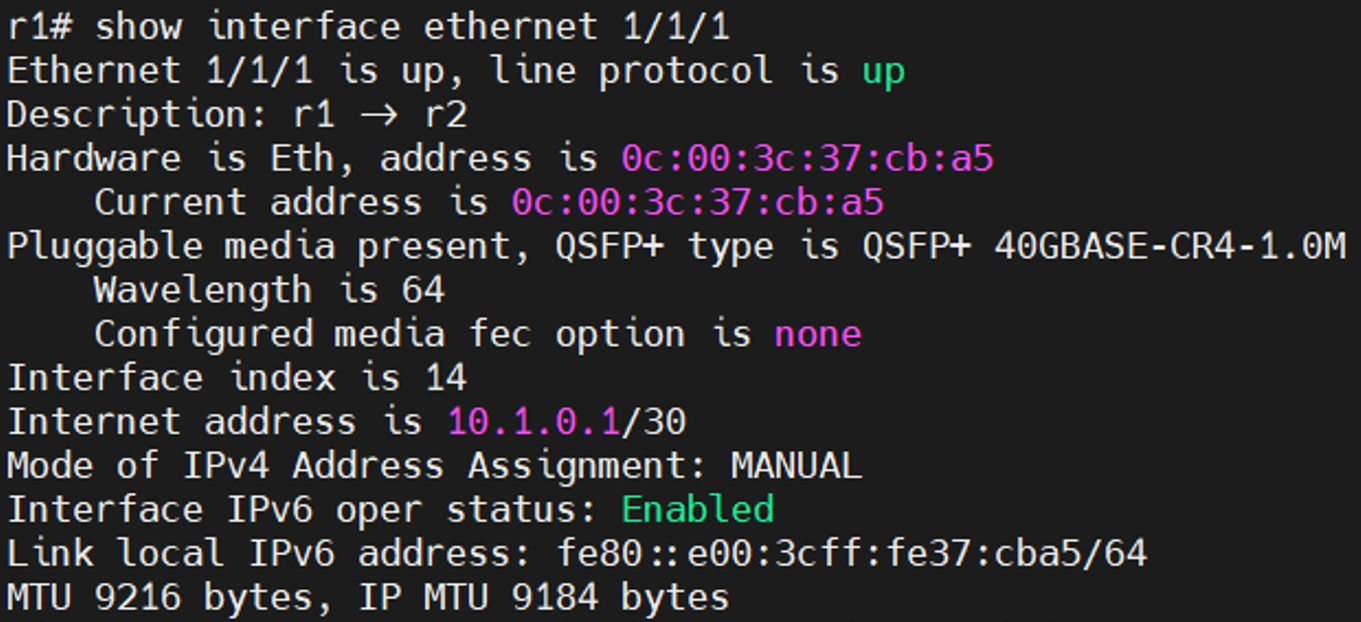 r1# show interface ethernet 1/1/1
Ethernet 1/1/1 is up, line protocol is up
Description: r1 -> r2
Hardware is Eth, address is 0c:00:3c:37:cb:a5
    Current address is 0c:00:3c:37:cb:a5
Pluggable media present, QSFP+ type is QSFP+ 40GBASE-CR4-1.0M
    Wavelength is 64
    Configured media fec option is none
Interface index is 14
Internet address is 10.1.0.1/30
Mode of IPv4 Address Assignment: MANUAL
Interface IPv6 oper status: Enabled
Link local IPv6 address: fe80::e00:3cff:fe37:cba5/64
MTU 9216 bytes, IP MTU 9184 bytes